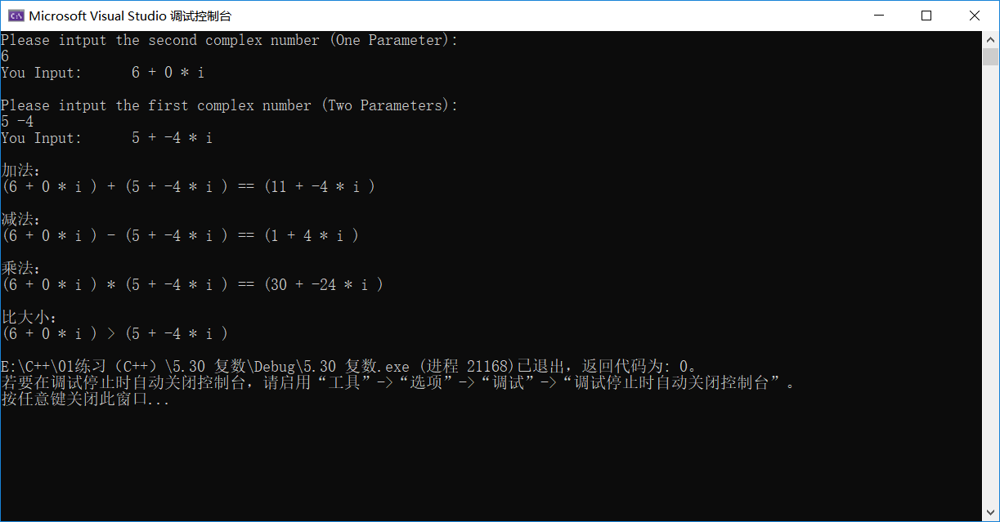 Microsoft Visual Studio 调试控制台
Please intput the second complex number (One Parameter):
6
You Input:      6 + 0 * i
Please intput the first complex number (Two Parameters):
5 -4
You Input:      5 + -4 * i
加法:
(6 + 0 * i ) + (5 + -4 * i ) == (11 + -4 * i )
减法:
(6 + 0 * i ) - (5 + -4 * i ) == (1 + 4 * i )
乘法:
(6 + 0 * i ) * (5 + -4 * i ) == (30 + -24 * i )
比大小:
(6 + 0 * i ) > (5 + -4 * i )
E:\C++\01练习（C++）\5.30 复数\Debug\5.30 复数.exe (进程 21168)已退出，返回代码为: 0。
若要在调试停止时自动关闭控制台，请启用“工具”->“选项”->“调试”->“调试停止时自动关闭控制台”。
按任意键关闭此窗口...